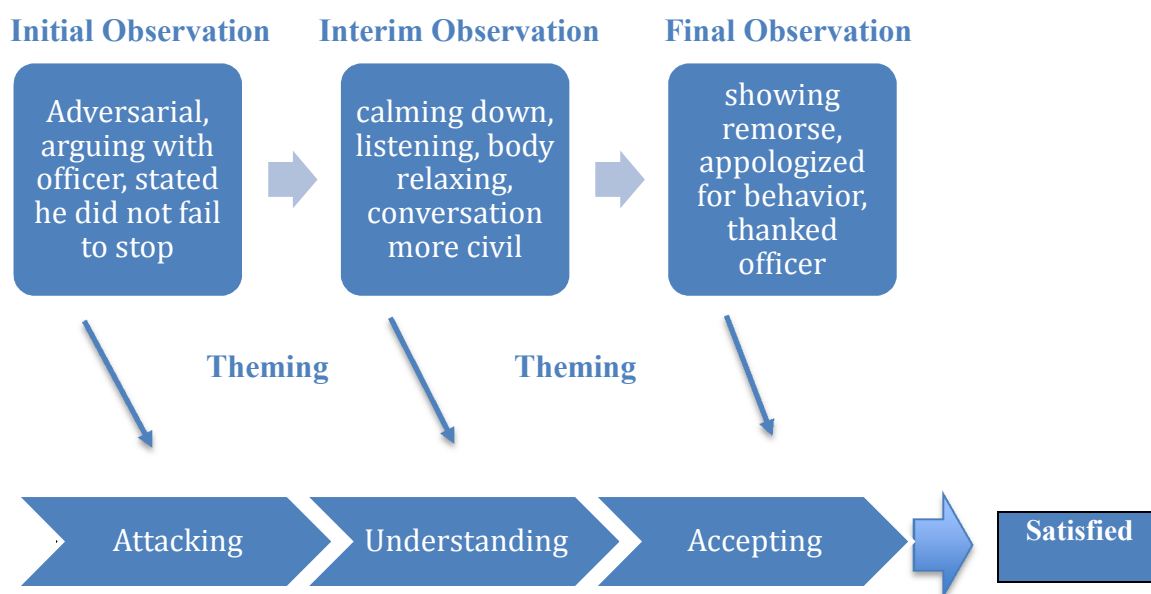 Initial Observation
Interim Observation
Final Observation
Adversarial,
arguing with
officer, stated
he did not fail
to stop
calming down,
listening, body
relaxing,
conversation
more civil
showing
remorse,
appologized
for behavior,
thanked
officer
Theming
Theming
Attacking
Understanding
Accepting
Satisfied